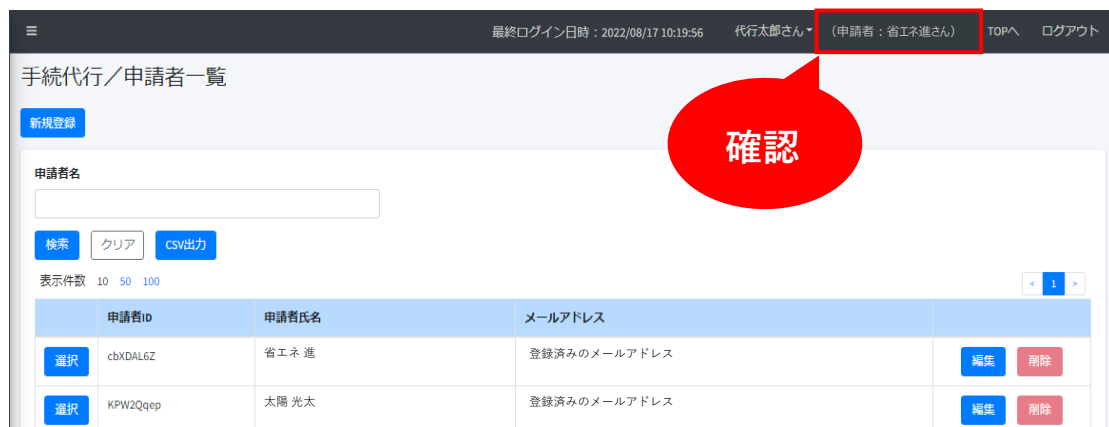 ≡ 最終ログイン日時：2022/08/17 10:19:56 代行太郎さん （申請者：省エネ進さん） TOPへ ログアウト
手続代行／申請者一覧
新規登録
確認
申請者名
検索 クリア CSV出力
表示件数 10 50 100 < 1 >
申請者ID 申請者氏名 メールアドレス
選択 cbXDAL6Z 省エネ 進 登録済みのメールアドレス 編集 削除
選択 KPW2Qqep 太陽 光太 登録済みのメールアドレス 編集 削除